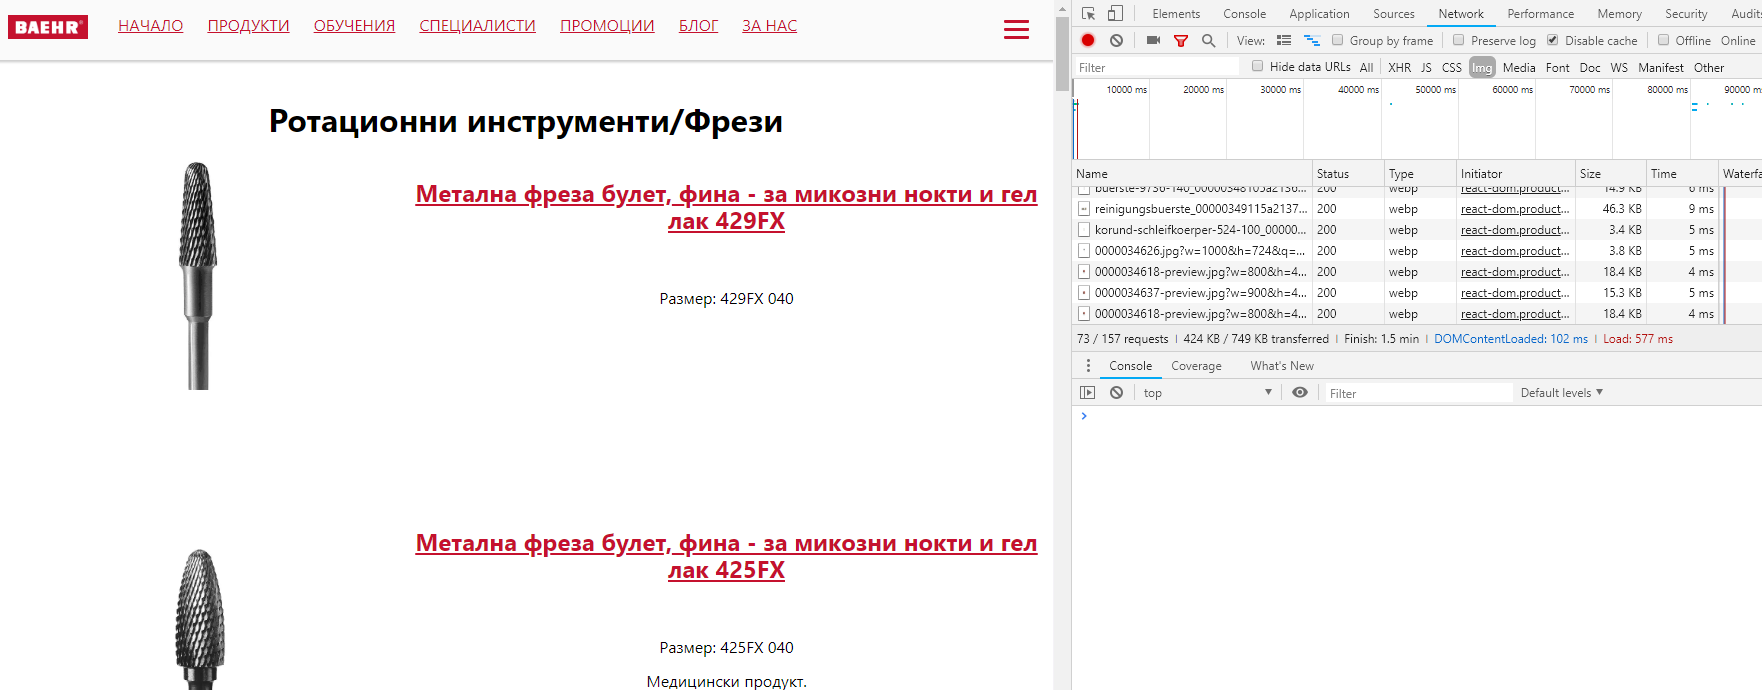 BAEHR® НАЧАЛО ПРОДУКТИ ОБУЧЕНИЯ СПЕЦИАЛИСТИ ПРОМОЦИИ БЛОГ ЗА НАС
Ротационни инструменти/Фрези
Метална фреза булет, фина - за микозни нокти и гел
лак 429FX
Размер: 429FX 040
Метална фреза булет, фина - за микозни нокти и гел
лак 425FX
Размер: 425FX 040
Медицински продукт.
Elements Console Application Sources Network Performance Memory Security Audits
View: Group by frame Preserve log Disable cache Offline Online
Filter Hide data URLs All XHR JS CSS Img Media Font Doc WS Manifest Other
10000 ms 20000 ms 30000 ms 40000 ms 50000 ms 60000 ms 70000 ms 80000 ms 90000 ms
Name Status Type Initiator Size Time Waterfa
buerste-9736-140_00000348105a2136... 200 webp react-dom.product... 14.9 KB 6 ms
reinigungsbuerste_00000349115a2137... 200 webp react-dom.product... 46.3 KB 9 ms
korund-schleifkoerper-524-100_00000... 200 webp react-dom.product... 3.4 KB 5 ms
0000034626.jpg?w=1000&h=724&q=... 200 webp react-dom.product... 3.8 KB 5 ms
0000034618-preview.jpg?w=800&h=4... 200 webp react-dom.product... 18.4 KB 4 ms
0000034637-preview.jpg?w=900&h=4... 200 webp react-dom.product... 15.3 KB 5 ms
0000034618-preview.jpg?w=800&h=4... 200 webp react-dom.product... 18.4 KB 4 ms
73 / 157 requests | 424 KB / 749 KB transferred | Finish: 1.5 min | DOMContentLoaded: 102 ms | Load: 577 ms
Console Coverage What's New
top Filter Default levels